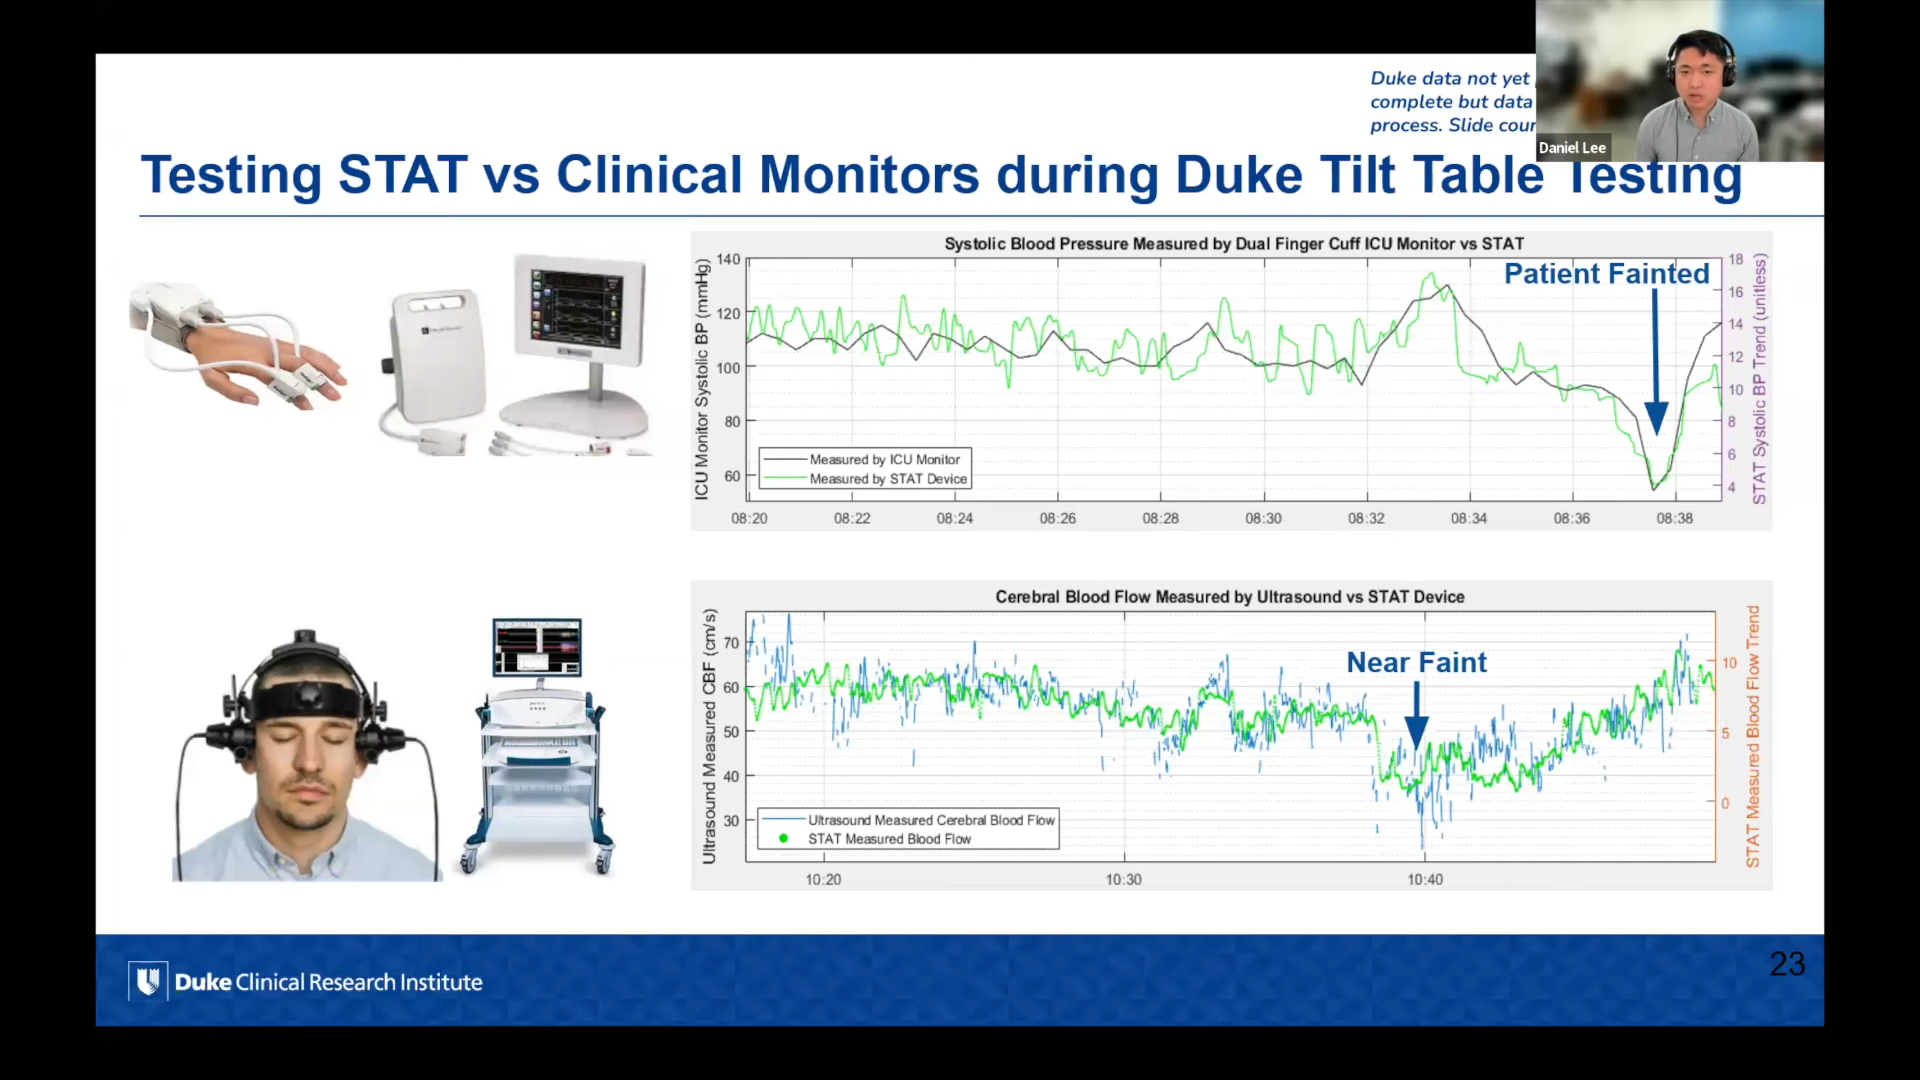 Duke data not yet
complete but data
process. Slide cour
Daniel Lee
Testing STAT vs Clinical Monitors during Duke Tilt Table Testing
Systolic Blood Pressure Measured by Dual Finger Cuff ICU Monitor vs STAT
ICU Monitor Systolic BP (mmHg)
140
120
100
80
60
Patient Fainted
18
16
14
12
10
8
6
4
STAT Systolic BP Trend (unitless)
Measured by ICU Monitor
Measured by STAT Device
08:20 08:22 08:24 08:26 08:28 08:30 08:32 08:34 08:36 08:38
Cerebral Blood Flow Measured by Ultrasound vs STAT Device
Ultrasound Measured CBF (cm/s)
70
60
50
40
30
Near Faint
10
5
0
STAT Measured Blood Flow Trend
Ultrasound Measured Cerebral Blood Flow
STAT Measured Blood Flow
10:20 10:30 10:40
Duke Clinical Research Institute
23